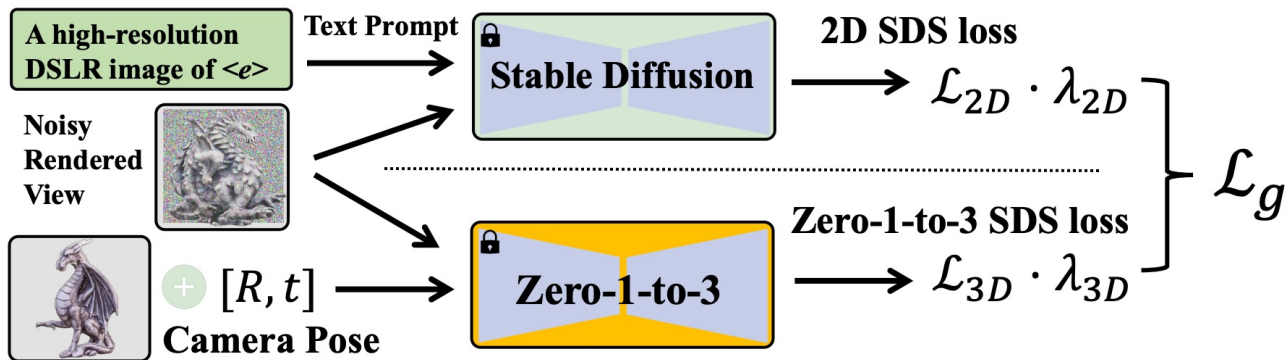 A high-resolution
DSLR image of <e>
Text Prompt
Stable Diffusion
2D SDS loss
ℒ₂D · λ₂D
Noisy
Rendered
View
ℒg
Zero-1-to-3 SDS loss
ℒ₃D · λ₃D
Zero-1-to-3
+ [R, t]
Camera Pose